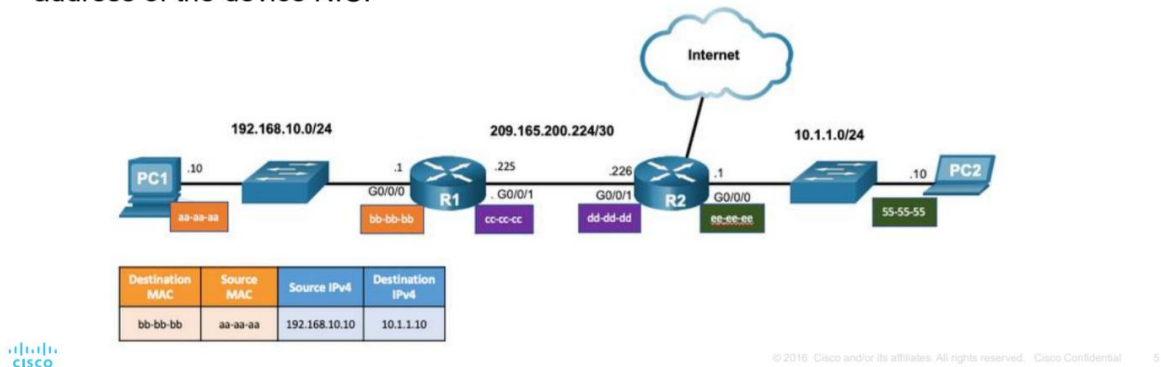 address of the device NIC.
Internet
192.168.10.0/24
209.165.200.224/30
10.1.1.0/24
PC1
.10
.1
.225
.226
.1
.10
PC2
G0/0/0
R1
. G0/0/1
G0/0/1
R2
G0/0/0
aa-aa-aa
bb-bb-bb
cc-cc-cc
dd-dd-dd
ee-ee-ee
55-55-55
Destination MAC
Source MAC
Source IPv4
Destination IPv4
bb-bb-bb
aa-aa-aa
192.168.10.10
10.1.1.10
CISCO
© 2016 Cisco and/or its affiliates. All rights reserved. Cisco Confidential
5